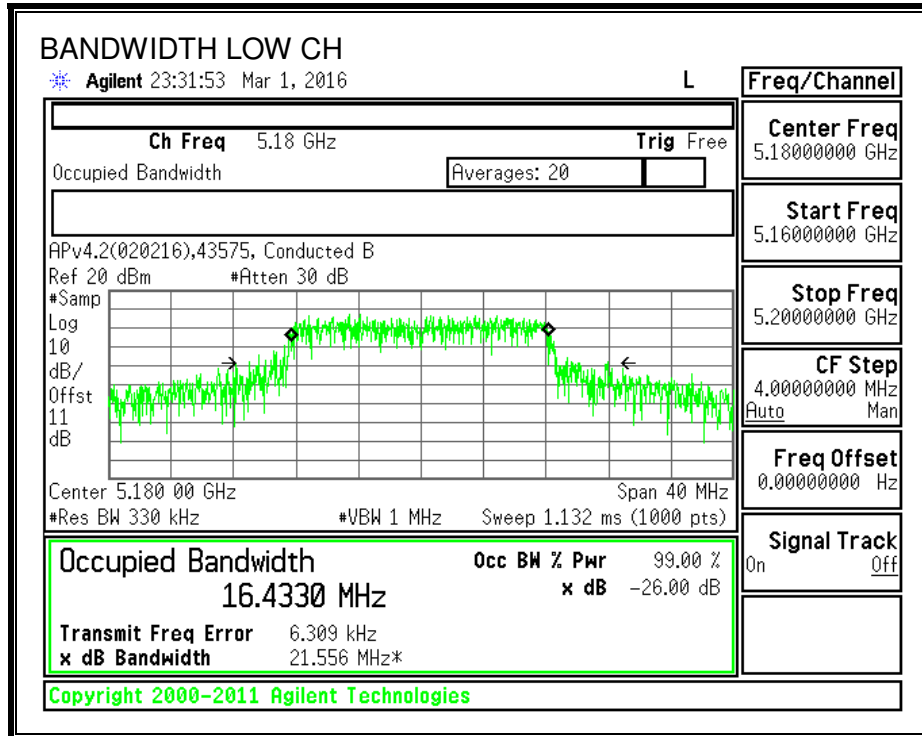 BANDWIDTH LOW CH
Agilent 23:31:53 Mar 1, 2016 L
Freq/Channel
Ch Freq 5.18 GHz Trig Free
Occupied Bandwidth Averages: 20
Center Freq
5.18000000 GHz
Start Freq
5.16000000 GHz
Stop Freq
5.20000000 GHz
CF Step
4.00000000 MHz
Auto Man
Freq Offset
0.00000000 Hz
Signal Track
On Off
APv4.2(020216),43575, Conducted B
Ref 20 dBm #Atten 30 dB
#Samp
Log
10
dB/
Offst
11
dB
Center 5.180 00 GHz Span 40 MHz
#Res BW 330 kHz #VBW 1 MHz Sweep 1.132 ms (1000 pts)
Occupied Bandwidth Occ BW % Pwr 99.00 %
16.4330 MHz x dB -26.00 dB
Transmit Freq Error 6.309 kHz
x dB Bandwidth 21.556 MHz*
Copyright 2000-2011 Agilent Technologies